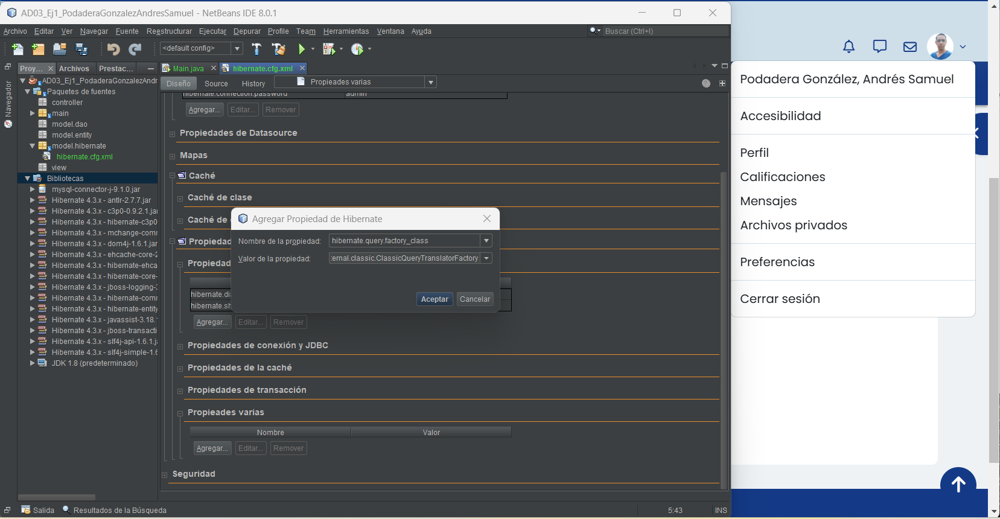 AD03_Ej1_PodaderaGonzalezAndresSamuel - NetBeans IDE 8.0.1
Archivo Editar Ver Navegar Fuente Reestructurar Ejecutar Depurar Profile Team Herramientas Ventana Ayuda
Buscar (Ctrl+I)
<default config>
Proy... Archivos Prestac...
Navegador
AD03_Ej1_PodaderaGonzalezAndr
Paquetes de fuentes
controller
main
model.dao
model.entity
model.hibernate
hibernate.cfg.xml
view
Bibliotecas
mysql-connector-j-9.1.0.jar
Hibernate 4.3.x - antlr-2.7.7.jar
Hibernate 4.3.x - c3p0-0.9.2.1.jar
Hibernate 4.3.x - hibernate-c3p0
Hibernate 4.3.x - mchange-comm
Hibernate 4.3.x - dom4j-1.6.1.jar
Hibernate 4.3.x - ehcache-core-2
Hibernate 4.3.x - hibernate-ehca
Hibernate 4.3.x - hibernate-core-
Hibernate 4.3.x - jboss-logging-3
Hibernate 4.3.x - hibernate-comm
Hibernate 4.3.x - hibernate-entity
Hibernate 4.3.x - javassist-3.18.1
Hibernate 4.3.x - jboss-transacti
Hibernate 4.3.x - slf4j-api-1.6.1.j
Hibernate 4.3.x - slf4j-simple-1.6
JDK 1.8 (predeterminado)
Main.java hibernate.cfg.xml
Diseño Source History Propieades varias
hibernate.connection.password admin
Agregar... Editar... Remover
Propiedades de Datasource
Mapas
Caché
Caché de clase
Caché de
Propiedad
Propiedad
hibernate.dia
hibernate.sh
Agregar... Editar... Remover
Agregar Propiedad de Hibernate
Nombre de la propiedad: hibernate.query.factory_class
Valor de la propiedad: ernal.classic.ClassicQueryTranslatorFactory
Aceptar Cancelar
Propiedades de conexión y JDBC
Propiedades de la caché
Propiedades de transacción
Propieades varias
Nombre Valor
Agregar... Editar... Remover
Seguridad
Salida Resultados de la Búsqueda
5:43 INS
Podadera González, Andrés Samuel
Accesibilidad
Perfil
Calificaciones
Mensajes
Archivos privados
Preferencias
Cerrar sesión